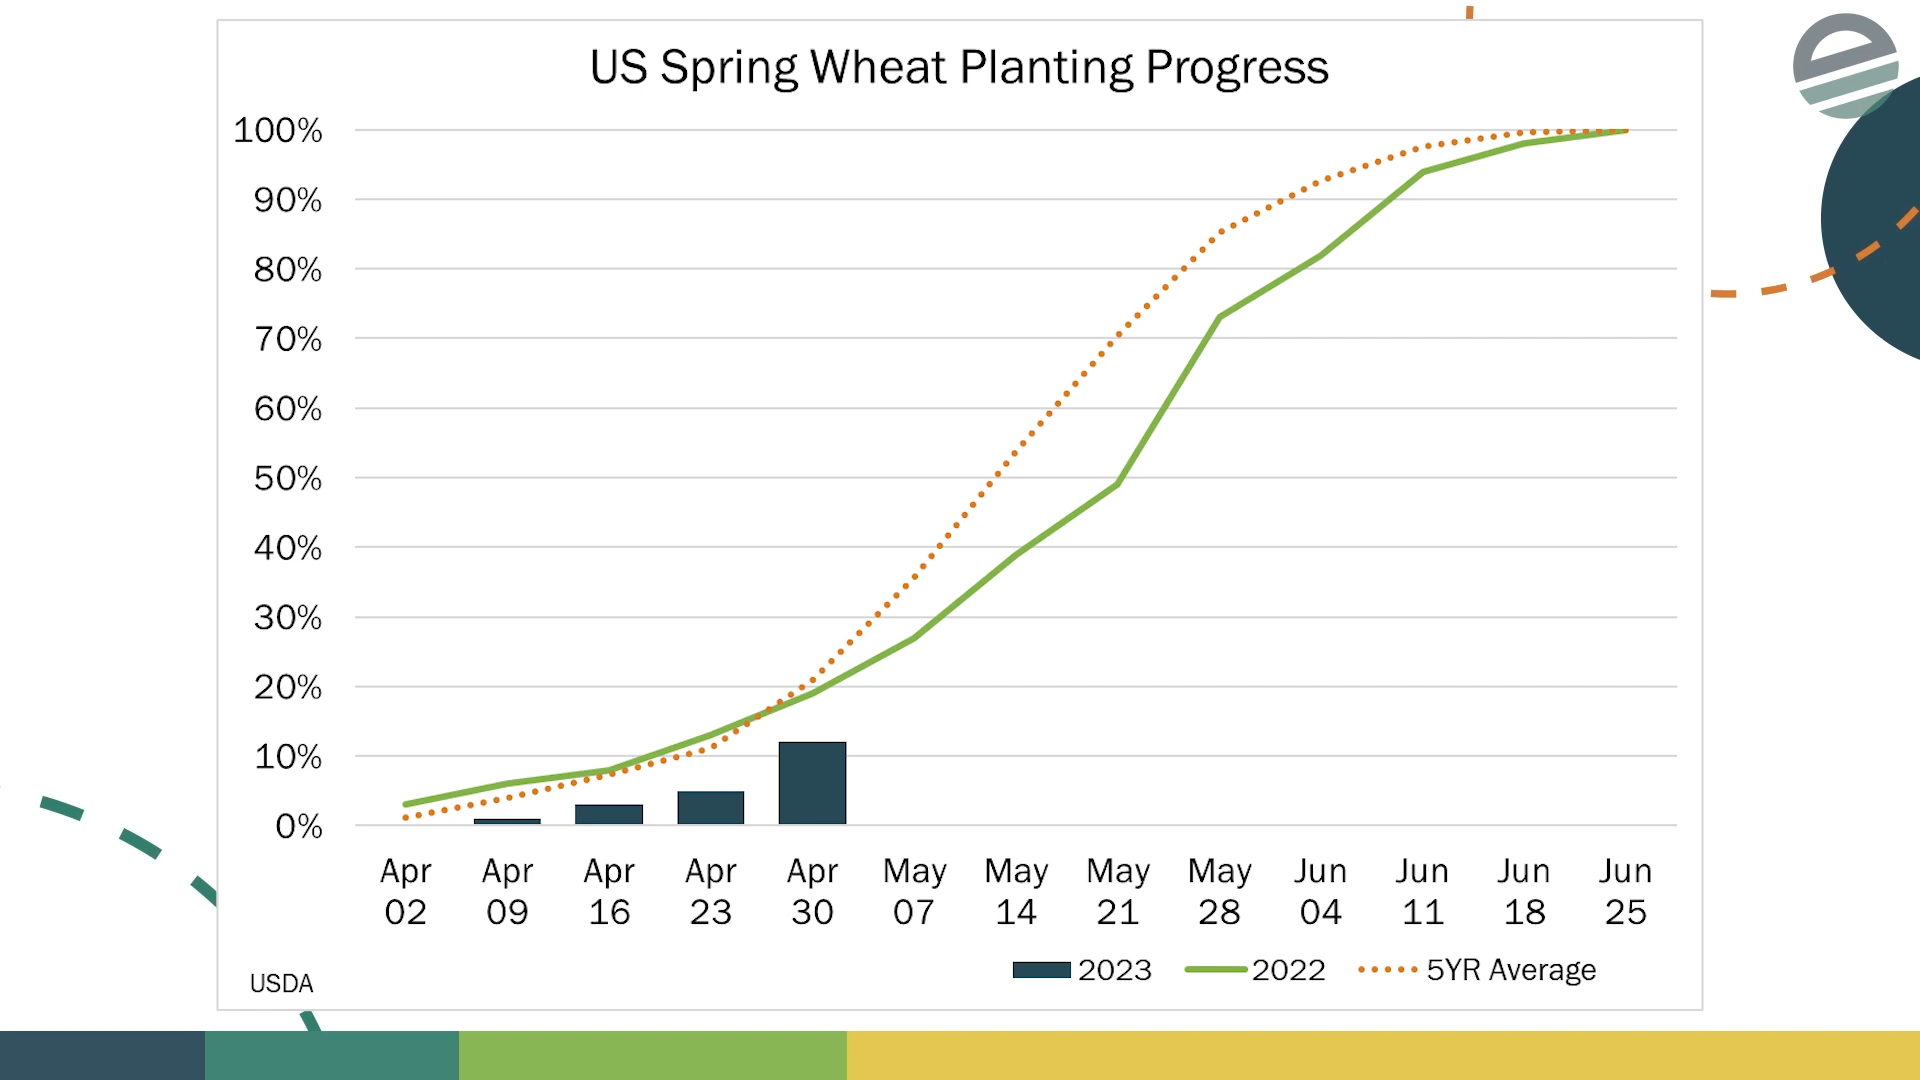 US Spring Wheat Planting Progress
100%
90%
80%
70%
60%
50%
40%
30%
20%
10%
0%
Apr Apr Apr Apr Apr May May May May Jun Jun Jun Jun
02 09 16 23 30 07 14 21 28 04 11 18 25
2023 2022 5YR Average
USDA